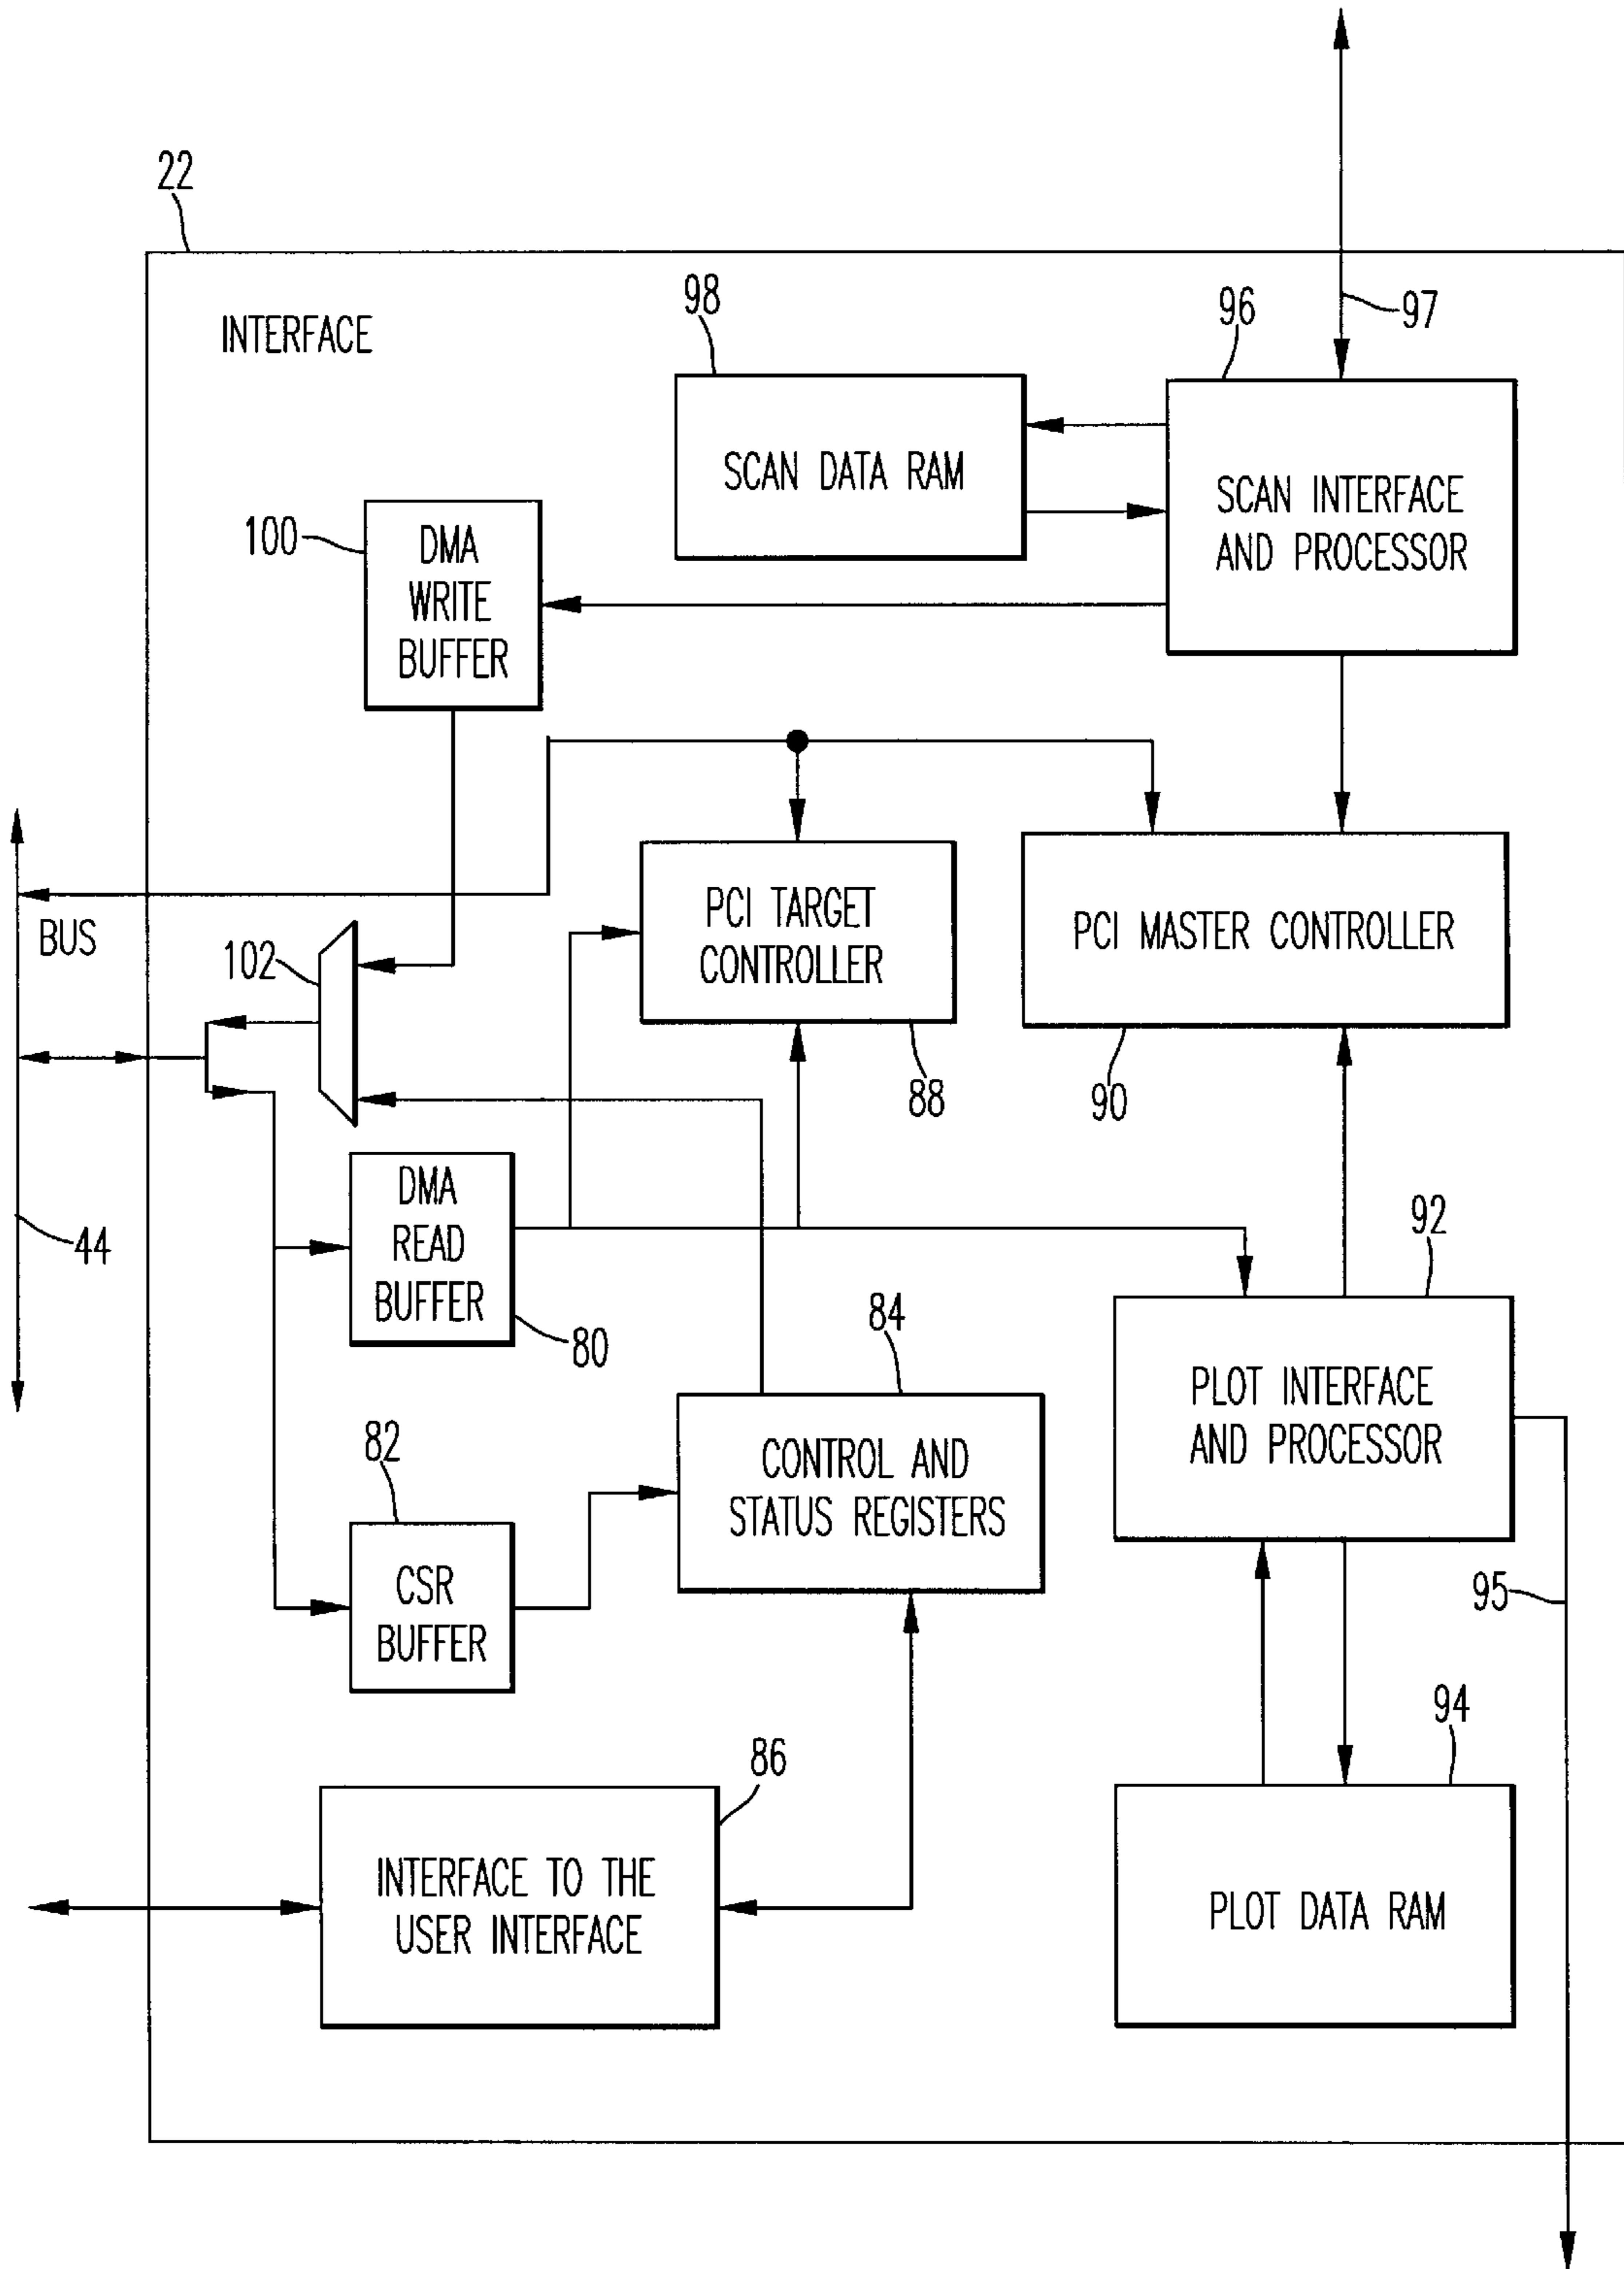 22
INTERFACE
98
96
97
SCAN DATA RAM
SCAN INTERFACE
AND PROCESSOR
100
DMA
WRITE
BUFFER
BUS
102
PCI TARGET
CONTROLLER
PCI MASTER CONTROLLER
88
90
44
DMA
READ
BUFFER
80
92
84
PLOT INTERFACE
AND PROCESSOR
82
CONTROL AND
STATUS REGISTERS
CSR
BUFFER
95
94
86
INTERFACE TO THE
USER INTERFACE
PLOT DATA RAM